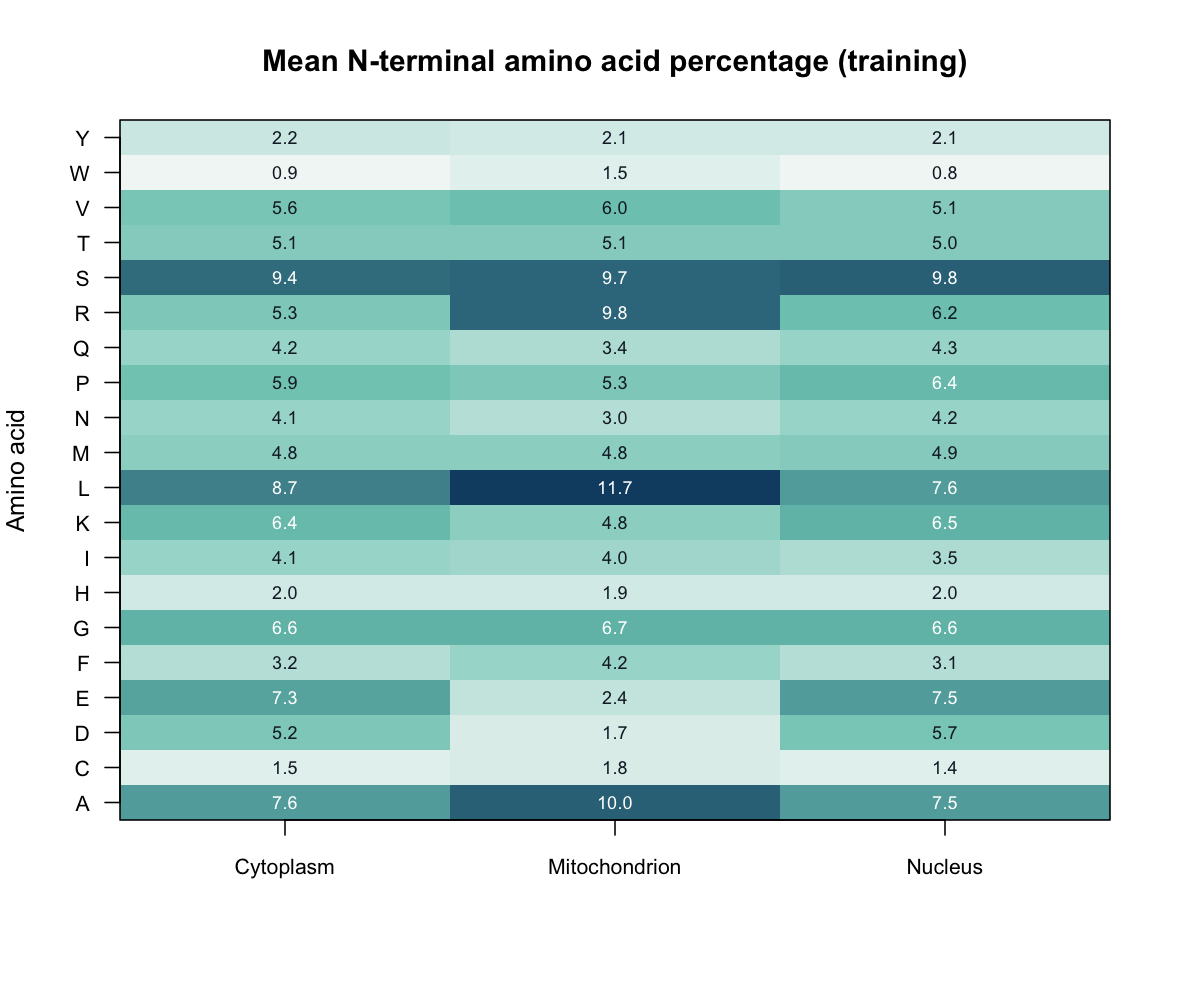 Mean N-terminal amino acid percentage (training)
Amino acid
Y 2.2 2.1 2.1
W 0.9 1.5 0.8
V 5.6 6.0 5.1
T 5.1 5.1 5.0
S 9.4 9.7 9.8
R 5.3 9.8 6.2
Q 4.2 3.4 4.3
P 5.9 5.3 6.4
N 4.1 3.0 4.2
M 4.8 4.8 4.9
L 8.7 11.7 7.6
K 6.4 4.8 6.5
I 4.1 4.0 3.5
H 2.0 1.9 2.0
G 6.6 6.7 6.6
F 3.2 4.2 3.1
E 7.3 2.4 7.5
D 5.2 1.7 5.7
C 1.5 1.8 1.4
A 7.6 10.0 7.5
Cytoplasm Mitochondrion Nucleus